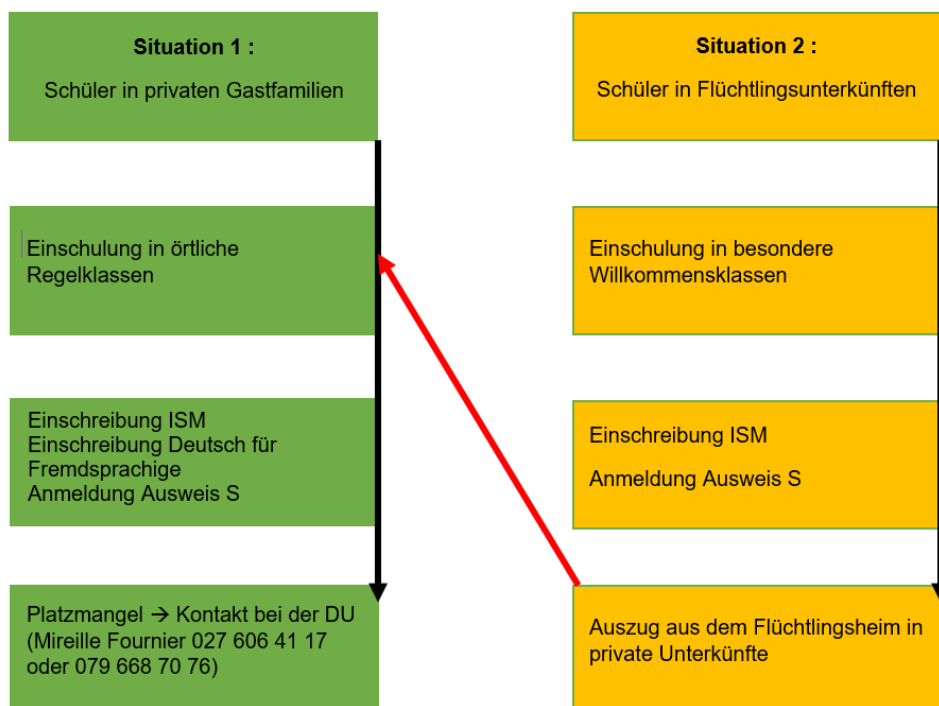 Situation 1 :
Schüler in privaten Gastfamilien
Einschulung in örtliche
Regelklassen
Einschreibung ISM
Einschreibung Deutsch für
Fremdsprachige
Anmeldung Ausweis S
Platzmangel → Kontakt bei der DU
(Mireille Fournier 027 606 41 17
oder 079 668 70 76)
Situation 2 :
Schüler in Flüchtlingsunterkünften
Einschulung in besondere
Willkommensklassen
Einschreibung ISM
Anmeldung Ausweis S
Auszug aus dem Flüchtlingsheim in
private Unterkünfte